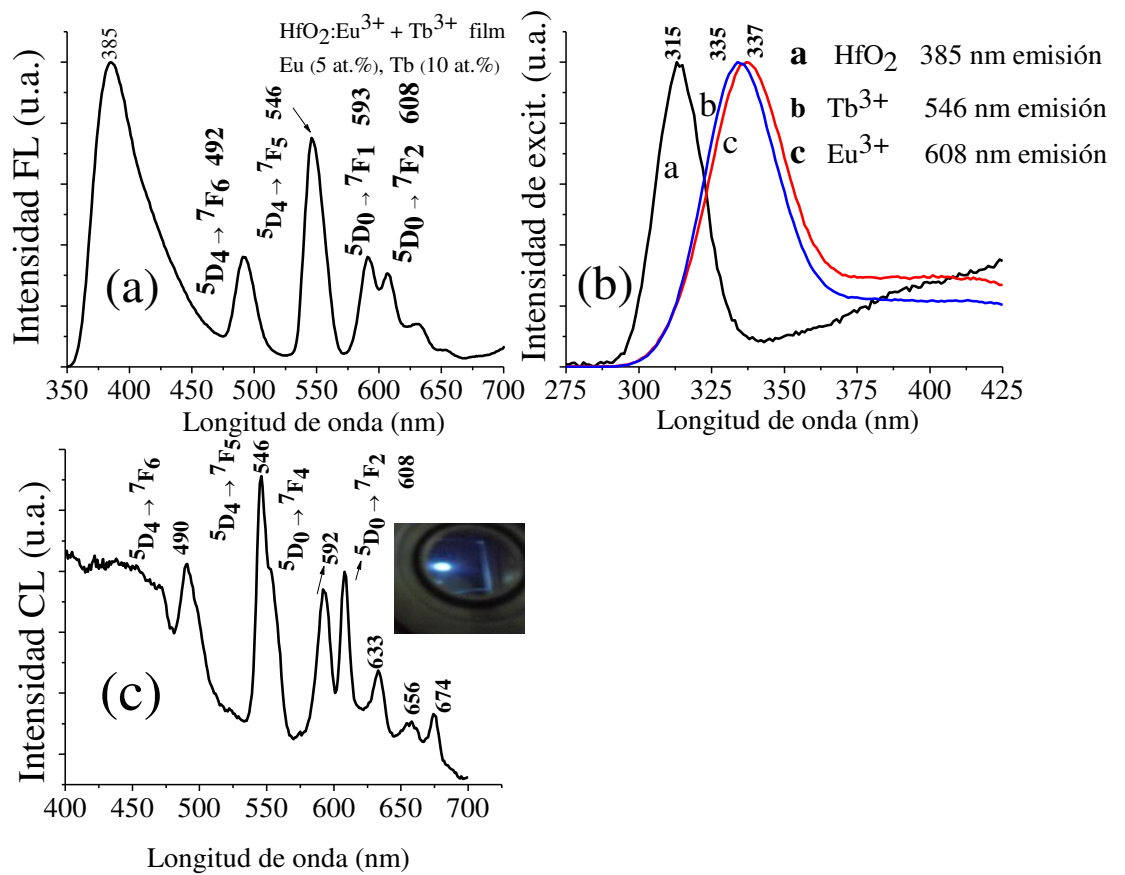 HfO2:Eu3+ + Tb3+ film
Eu (5 at.%), Tb (10 at.%)
385
5D4→7F6 492
5D4→7F5 546
5D0→7F1 593
5D0→7F2 608
Intensidad FL (u.a.)
(a)
350 400 450 500 550 600 650 700
Longitud de onda (nm)
315 335 337
a HfO2 385 nm emisión
b Tb3+ 546 nm emisión
c Eu3+ 608 nm emisión
b
c
a
Intensidad de excit. (u.a.)
(b)
275 300 325 350 375 400 425
Longitud de onda (nm)
5D4→7F6
490
5D4→7F5
546
5D0→7F4
592
5D0→7F2
608
633
656
674
Intensidad CL (u.a.)
(c)
400 450 500 550 600 650 700
Longitud de onda (nm)